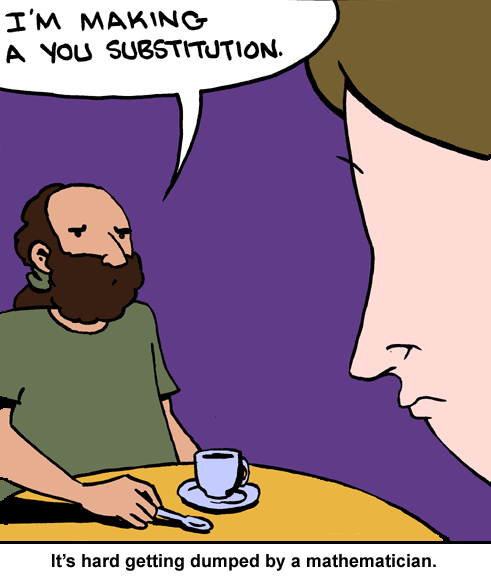 I'M MAKING
A YOU SUBSTITUTION.
It's hard getting dumped by a mathematician.